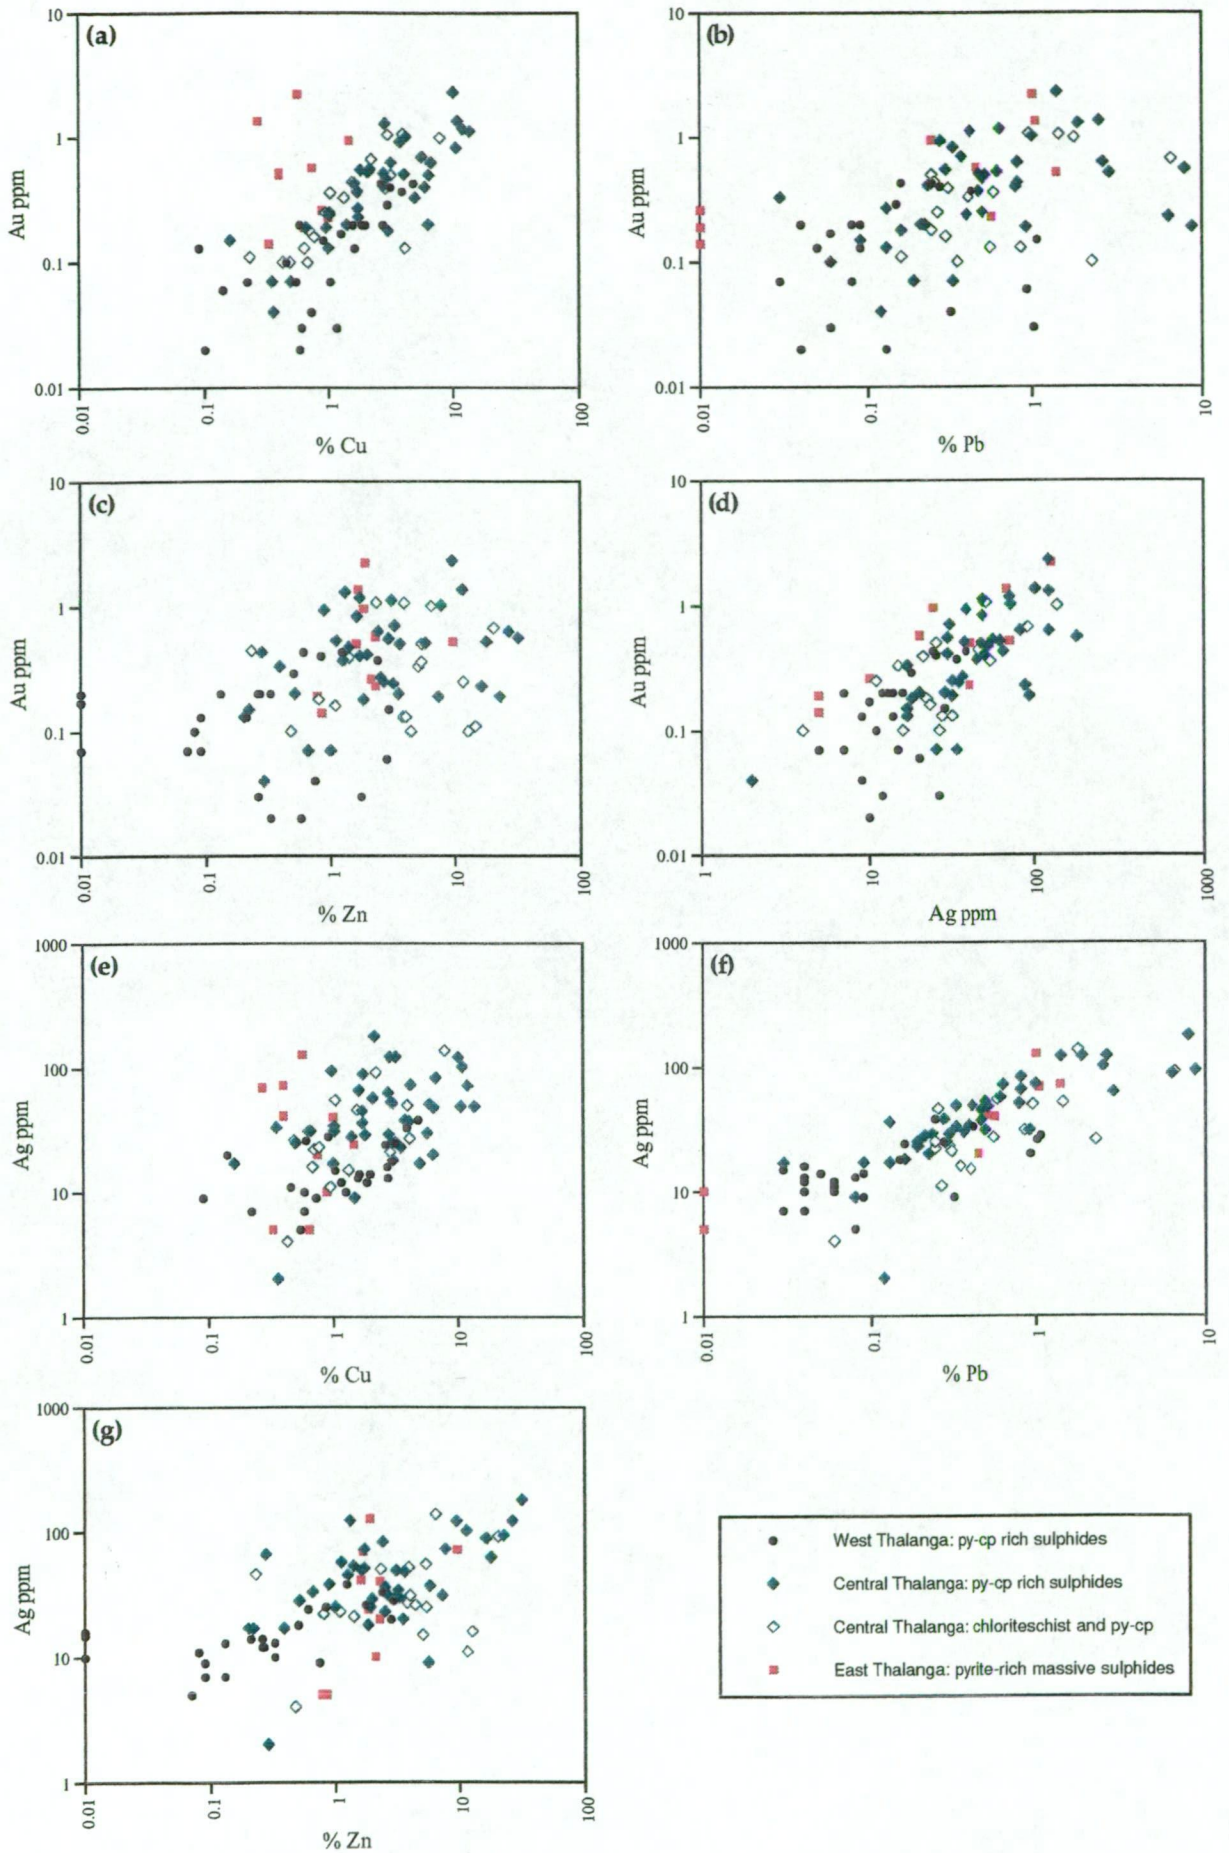 (a)
10
1
0.1
0.01
Au ppm
0.01
0.1
1
10
100
% Cu
(b)
10
1
0.1
0.01
Au ppm
0.01
0.1
1
10
% Pb
(c)
10
1
0.1
0.01
Au ppm
0.01
0.1
1
10
100
% Zn
(d)
10
1
0.1
0.01
Au ppm
1
10
100
1000
Ag ppm
(e)
1000
100
10
1
Ag ppm
0.01
0.1
1
10
100
% Cu
(f)
1000
100
10
1
Ag ppm
0.01
0.1
1
10
% Pb
(g)
1000
100
10
1
Ag ppm
0.01
0.1
1
10
100
% Zn
West Thalanga: py-cp rich sulphides
Central Thalanga: py-cp rich sulphides
Central Thalanga: chloriteschist and py-cp
East Thalanga: pyrite-rich massive sulphides